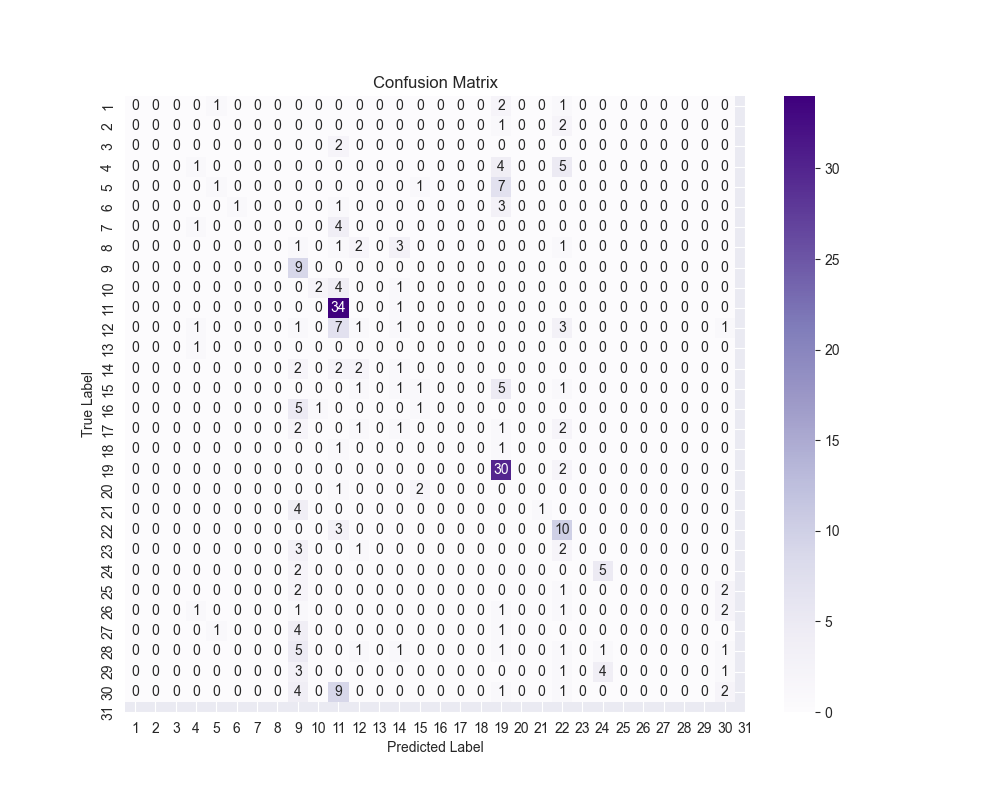 Confusion Matrix
1 0 0 0 0 1 0 0 0 0 0 0 0 0 0 0 0 0 0 2 0 0 1 0 0 0 0 0 0 0 0
2 0 0 0 0 0 0 0 0 0 0 0 0 0 0 0 0 0 0 1 0 0 2 0 0 0 0 0 0 0 0
3 0 0 0 0 0 0 0 0 0 0 2 0 0 0 0 0 0 0 0 0 0 0 0 0 0 0 0 0 0 0
4 0 0 0 1 0 0 0 0 0 0 0 0 0 0 0 0 0 0 4 0 0 5 0 0 0 0 0 0 0 0
5 0 0 0 0 1 0 0 0 0 0 0 0 0 0 1 0 0 0 7 0 0 0 0 0 0 0 0 0 0 0
6 0 0 0 0 0 1 0 0 0 0 1 0 0 0 0 0 0 0 3 0 0 0 0 0 0 0 0 0 0 0
7 0 0 0 1 0 0 0 0 0 0 4 0 0 0 0 0 0 0 0 0 0 0 0 0 0 0 0 0 0 0
8 0 0 0 0 0 0 0 0 1 0 1 2 0 3 0 0 0 0 0 0 0 1 0 0 0 0 0 0 0 0
9 0 0 0 0 0 0 0 0 9 0 0 0 0 0 0 0 0 0 0 0 0 0 0 0 0 0 0 0 0 0
10 0 0 0 0 0 0 0 0 0 2 4 0 0 1 0 0 0 0 0 0 0 0 0 0 0 0 0 0 0 0
11 0 0 0 0 0 0 0 0 0 0 34 0 0 1 0 0 0 0 0 0 0 0 0 0 0 0 0 0 0 0
12 0 0 0 1 0 0 0 0 1 0 7 1 0 1 0 0 0 0 0 0 0 3 0 0 0 0 0 0 0 1
13 0 0 0 1 0 0 0 0 0 0 0 0 0 0 0 0 0 0 0 0 0 0 0 0 0 0 0 0 0 0
14 0 0 0 0 0 0 0 0 2 0 2 2 0 1 0 0 0 0 0 0 0 0 0 0 0 0 0 0 0 0
15 0 0 0 0 0 0 0 0 0 0 0 1 0 1 1 0 0 0 5 0 0 1 0 0 0 0 0 0 0 0
16 0 0 0 0 0 0 0 0 5 1 0 0 0 0 1 0 0 0 0 0 0 0 0 0 0 0 0 0 0 0
17 0 0 0 0 0 0 0 0 2 0 0 1 0 1 0 0 0 0 1 0 0 2 0 0 0 0 0 0 0 0
18 0 0 0 0 0 0 0 0 0 0 1 0 0 0 0 0 0 0 1 0 0 0 0 0 0 0 0 0 0 0
19 0 0 0 0 0 0 0 0 0 0 0 0 0 0 0 0 0 0 30 0 0 2 0 0 0 0 0 0 0 0
20 0 0 0 0 0 0 0 0 0 0 1 0 0 0 2 0 0 0 0 0 0 0 0 0 0 0 0 0 0 0
21 0 0 0 0 0 0 0 0 4 0 0 0 0 0 0 0 0 0 0 0 1 0 0 0 0 0 0 0 0 0
22 0 0 0 0 0 0 0 0 0 0 3 0 0 0 0 0 0 0 0 0 0 10 0 0 0 0 0 0 0 0
23 0 0 0 0 0 0 0 0 3 0 0 1 0 0 0 0 0 0 0 0 0 2 0 0 0 0 0 0 0 0
24 0 0 0 0 0 0 0 0 2 0 0 0 0 0 0 0 0 0 0 0 0 0 0 5 0 0 0 0 0 0
25 0 0 0 0 0 0 0 0 2 0 0 0 0 0 0 0 0 0 0 0 0 1 0 0 0 0 0 0 0 2
26 0 0 0 1 0 0 0 0 1 0 0 0 0 0 0 0 0 0 1 0 0 1 0 0 0 0 0 0 0 2
27 0 0 0 0 1 0 0 0 4 0 0 0 0 0 0 0 0 0 1 0 0 0 0 0 0 0 0 0 0 0
28 0 0 0 0 0 0 0 0 5 0 0 1 0 1 0 0 0 0 1 0 0 1 0 1 0 0 0 0 0 1
29 0 0 0 0 0 0 0 0 3 0 0 0 0 0 0 0 0 0 0 0 0 1 0 4 0 0 0 0 0 1
30 0 0 0 0 0 0 0 0 4 0 9 0 0 0 0 0 0 0 1 0 0 1 0 0 0 0 0 0 0 2
31
True Label
1 2 3 4 5 6 7 8 9 10 11 12 13 14 15 16 17 18 19 20 21 22 23 24 25 26 27 28 29 30 31
Predicted Label
30
25
20
15
10
5
0